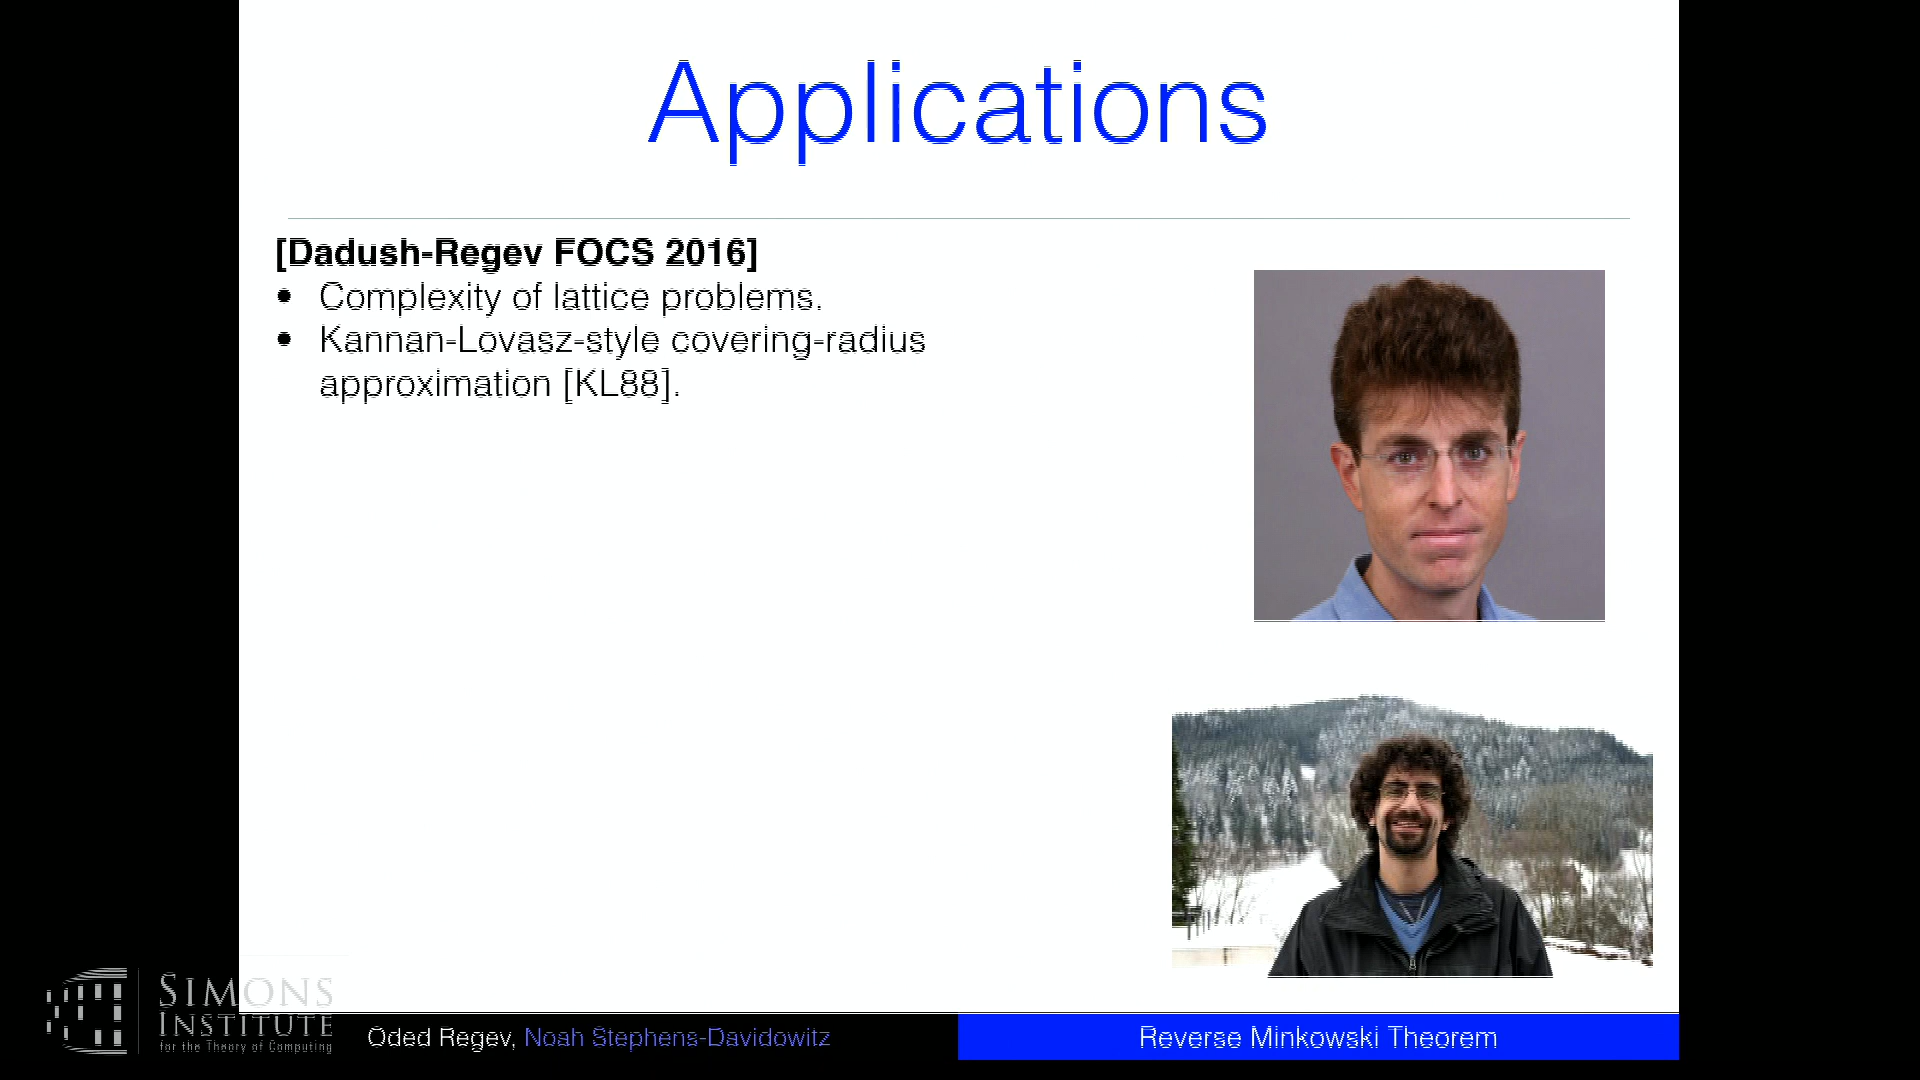 Applications
[Dadush-Regev FOCS 2016]
• Complexity of lattice problems.
• Kannan-Lovasz-style covering-radius
approximation [KL88].
SIMONS
INSTITUTE
for the Theory of Computing
Oded Regev, Noah Stephens-Davidowitz
Reverse Minkowski Theorem